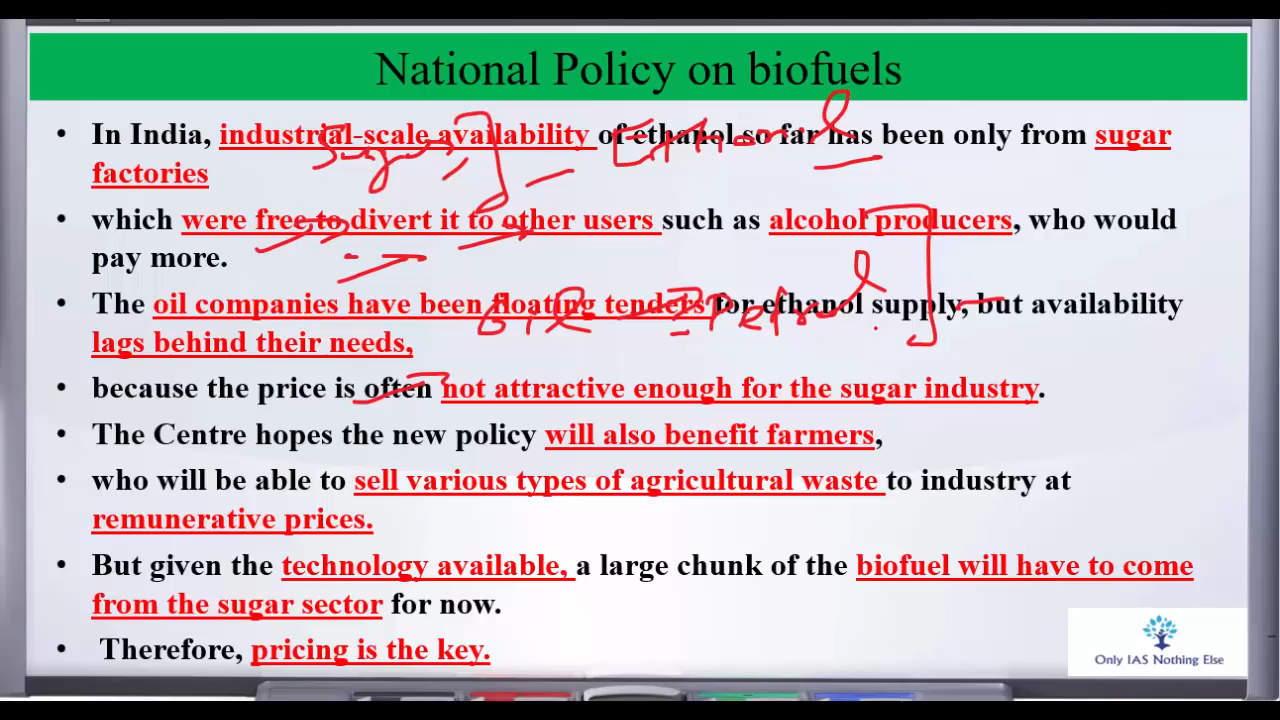 National Policy on biofuels
• In India, industrial-scale availability of ethanol so far has been only from sugar
factories
• which were free to divert it to other users such as alcohol producers, who would
pay more.
• The oil companies have been floating tenders for ethanol supply, but availability
lags behind their needs,
• because the price is often not attractive enough for the sugar industry.
• The Centre hopes the new policy will also benefit farmers,
• who will be able to sell various types of agricultural waste to industry at
remunerative prices.
• But given the technology available, a large chunk of the biofuel will have to come
from the sugar sector for now.
• Therefore, pricing is the key.
Sugar
Ethanol
Oil
Petrol
Only IAS Nothing Else